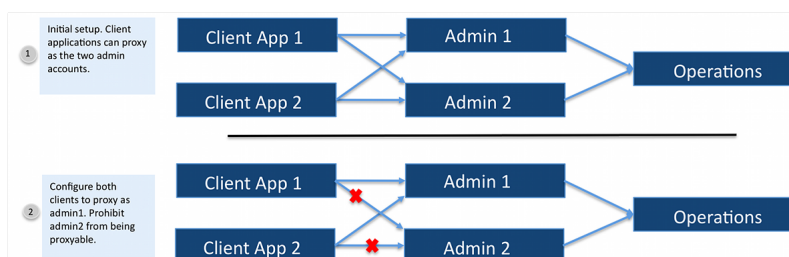 1
Initial setup. Client
applications can proxy
as the two admin
accounts.
Client App 1
Admin 1
Operations
Client App 2
Admin 2
2
Configure both
clients to proxy as
admin1. Prohibit
admin2 from being
proxyable.
Client App 1
Admin 1
Operations
Client App 2
Admin 2